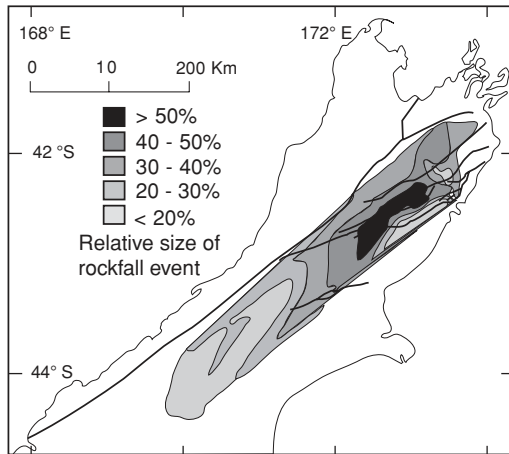 168° E
172° E
0 10 200 Km
> 50%
42 °S
40 - 50%
30 - 40%
20 - 30%
< 20%
Relative size of
rockfall event
44° S